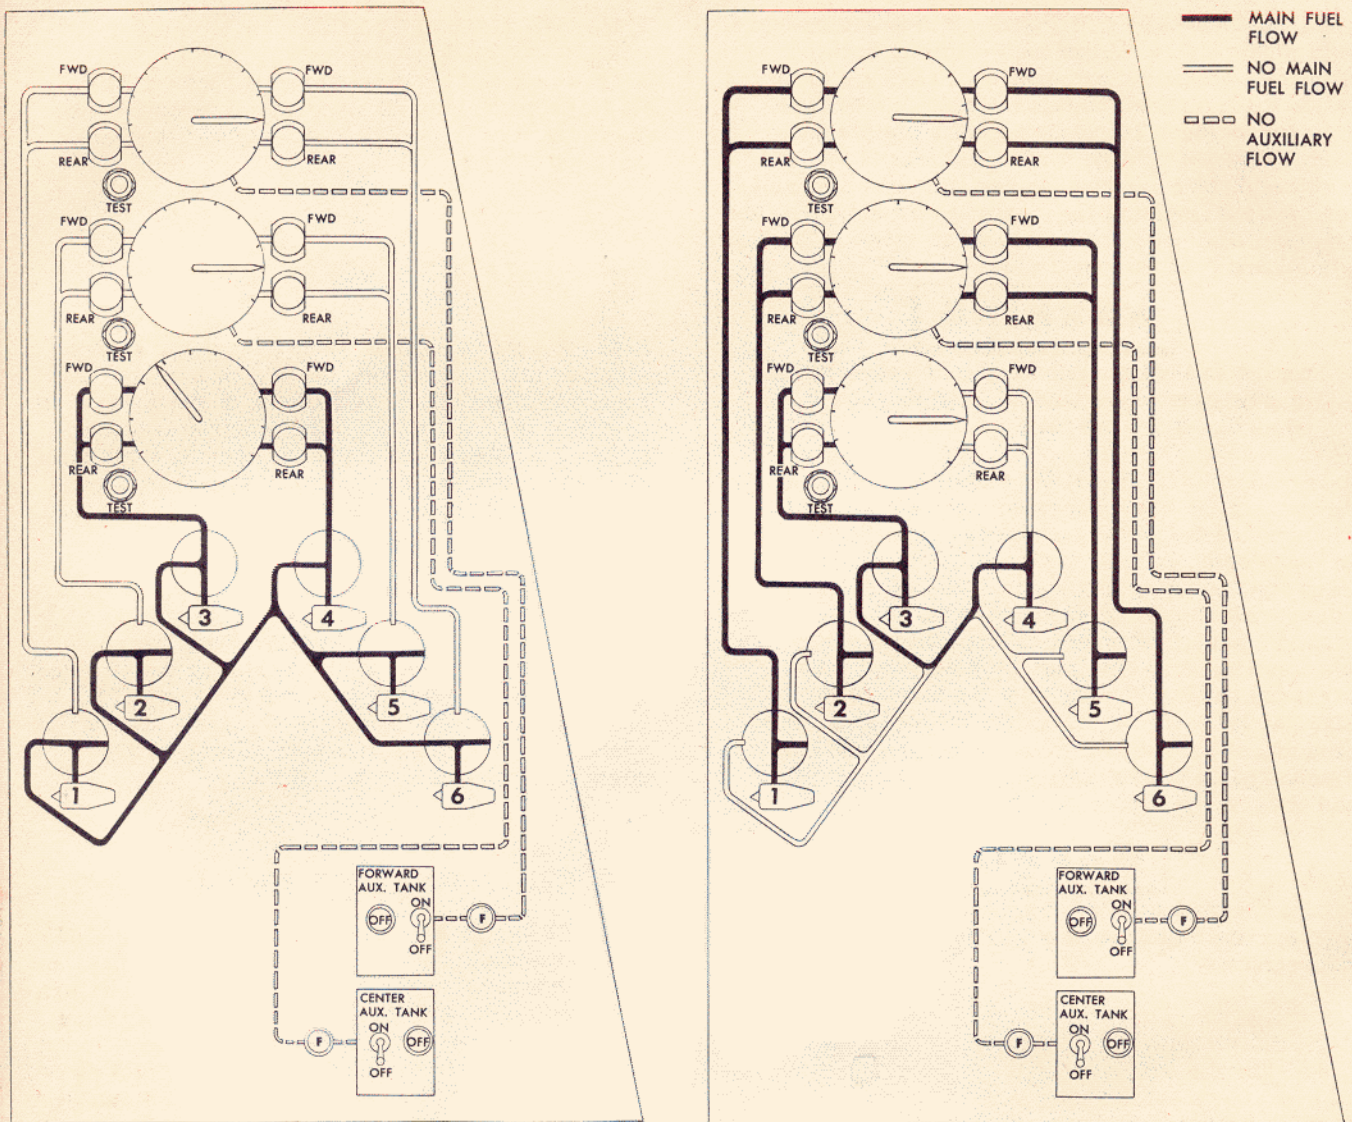 FWD
FWD
REAR
REAR
TEST
FWD
FWD
REAR
REAR
TEST
FWD
FWD
REAR
REAR
TEST
3
4
2
5
1
6
FORWARD
AUX. TANK
ON
OFF
F
OFF
CENTER
AUX. TANK
ON
F
OFF
OFF
FWD
FWD
REAR
REAR
TEST
FWD
FWD
REAR
REAR
TEST
FWD
FWD
REAR
REAR
TEST
3
4
2
5
1
6
FORWARD
AUX. TANK
ON
OFF
F
OFF
CENTER
AUX. TANK
ON
F
OFF
OFF
MAIN FUEL
FLOW
NO MAIN
FUEL FLOW
NO
AUXILIARY
FLOW